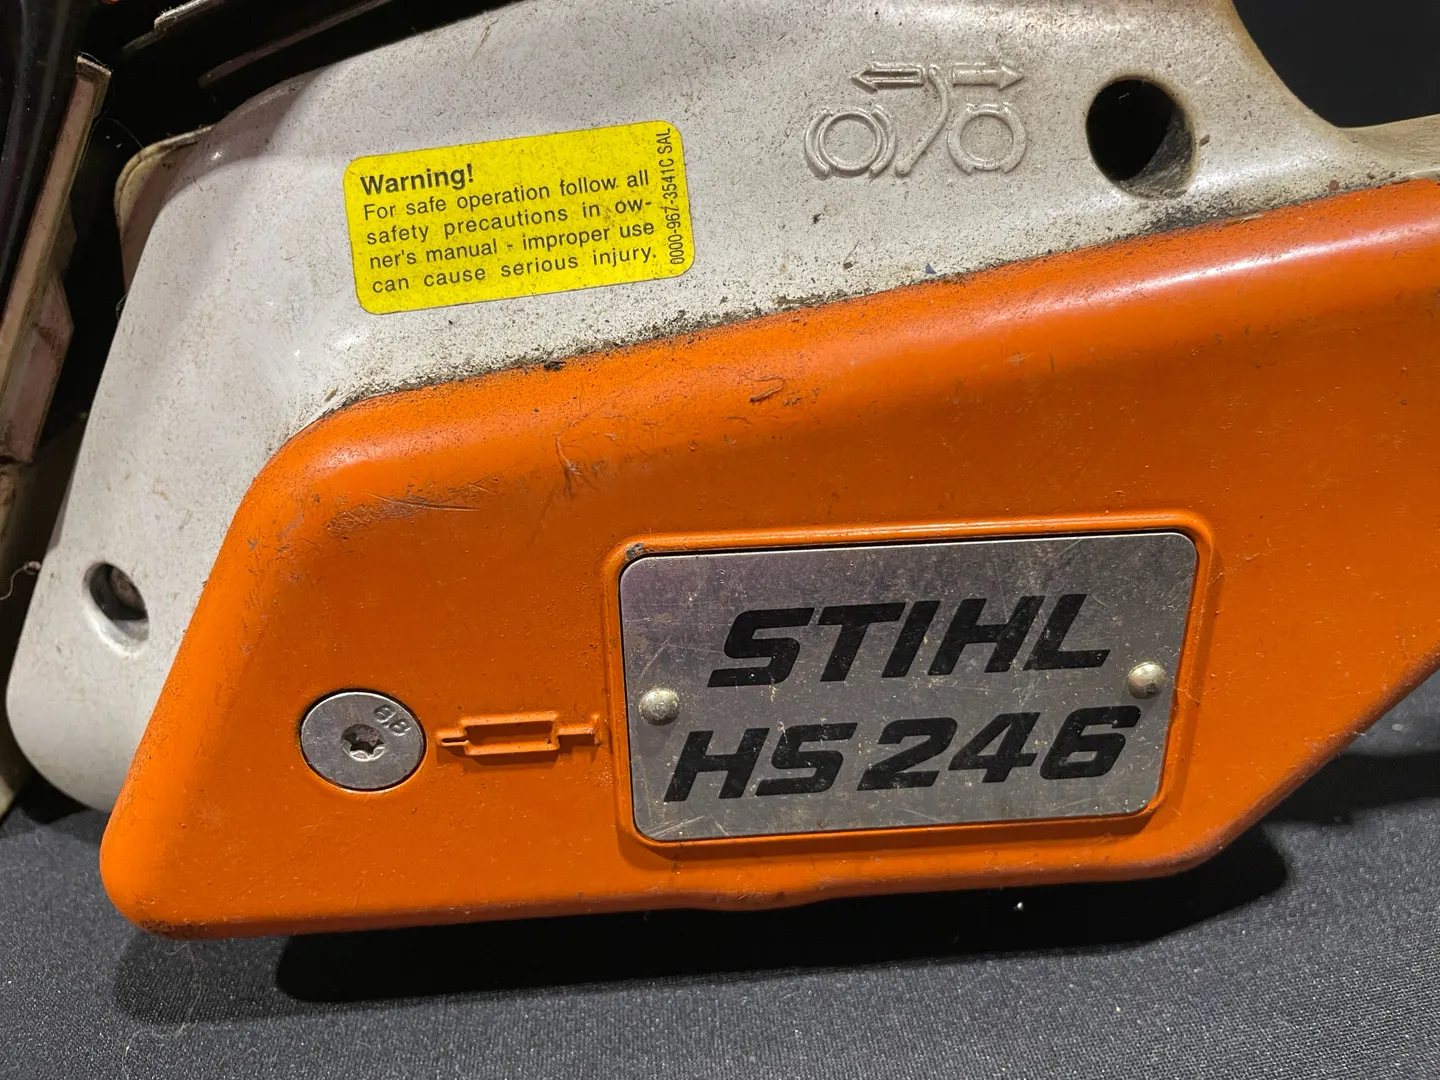 Warning!
For safe operation follow all
safety precautions in ow-
ner's manual - improper use
can cause serious injury.
0000-967-3541C SAL
STIHL
HS246